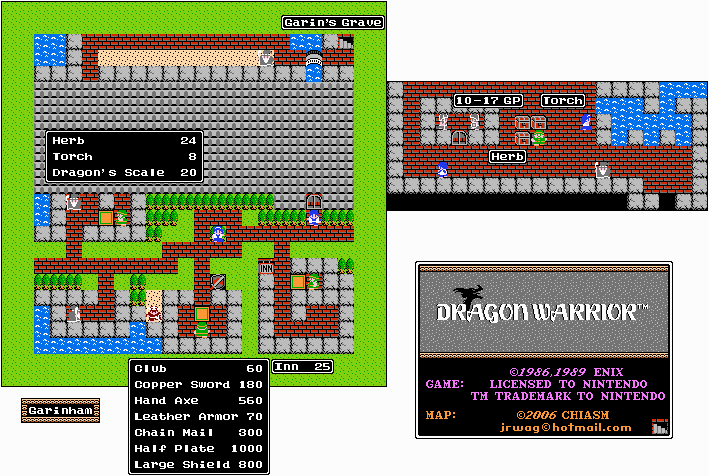 Garin's Grave
10-17 GP
Torch
Herb
Herb 24
Torch 8
Dragon's Scale 20
INN
Inn 25
Club 60
Copper Sword 180
Hand Axe 560
Leather Armor 70
Chain Mail 300
Half Plate 1000
Large Shield 800
Garinham
DRAGON WARRIOR™
©1986,1989 ENIX
GAME: LICENSED TO NINTENDO
TM TRADEMARK TO NINTENDO
MAP: ©2006 CHIASM
jrwag@hotmail.com